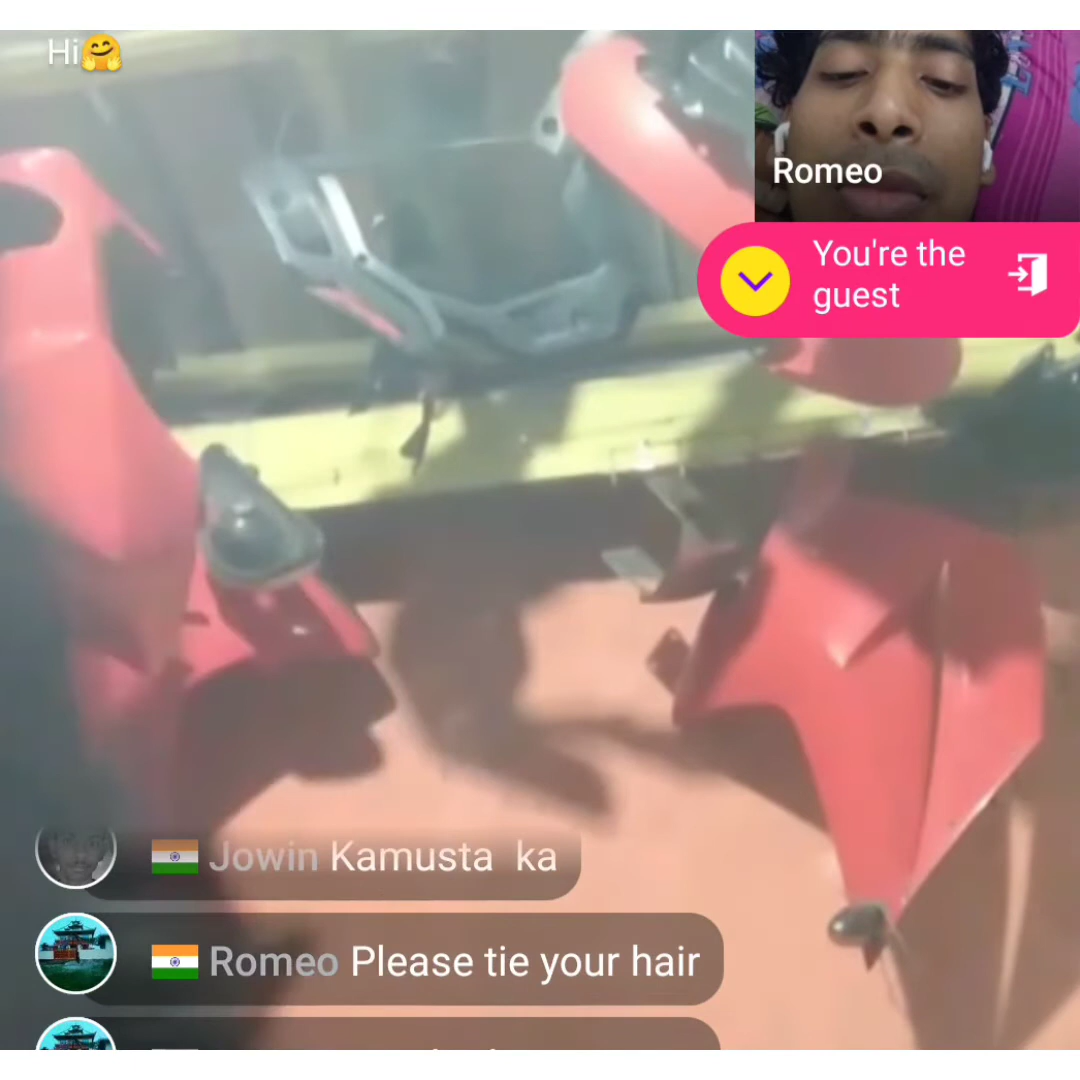 Hi🤗
Romeo
You're the
guest
Jowin Kamusta ka
Romeo Please tie your hair